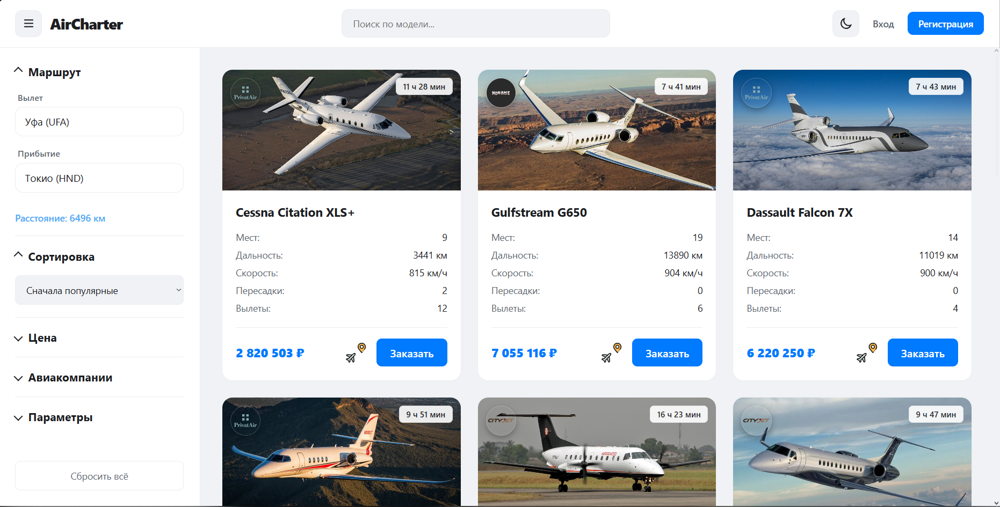 AirCharter
Поиск по модели...
Вход
Регистрация
Маршрут
Вылет
Уфа (UFA)
Прибытие
Токио (HND)
Расстояние: 6496 км
Сортировка
Сначала популярные
Цена
Авиакомпании
Параметры
Сбросить всё
PrivatAir
11 ч 28 мин
Cessna Citation XLS+
Мест: 9
Дальность: 3441 км
Скорость: 815 км/ч
Пересадки: 2
Вылеты: 12
2 820 503 ₽
Заказать
NONAME
7 ч 41 мин
Gulfstream G650
Мест: 19
Дальность: 13890 км
Скорость: 904 км/ч
Пересадки: 0
Вылеты: 6
7 055 116 ₽
Заказать
PrivatAir
7 ч 43 мин
Dassault Falcon 7X
Мест: 14
Дальность: 11019 км
Скорость: 900 км/ч
Пересадки: 0
Вылеты: 4
6 220 250 ₽
Заказать
PrivatAir
9 ч 51 мин
CITYJET
16 ч 23 мин
ASSOCIATED
CITYJET
9 ч 47 мин